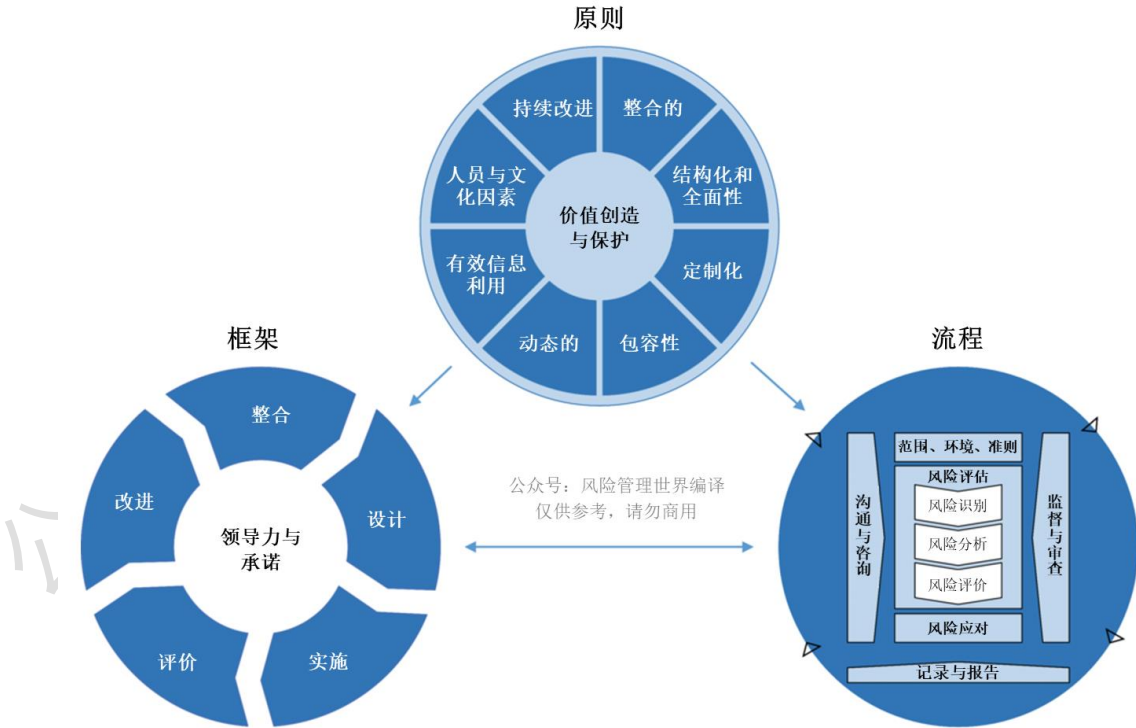 原则
持续改进
整合的
人员与文
化因素
结构化和
全面性
价值创造
与保护
有效信息
利用
定制化
动态的
包容性
框架
整合
改进
设计
领导力与
承诺
评价
实施
公众号：风险管理世界编译
仅供参考，请勿商用
流程
范围、环境、准则
风险评估
风险识别
风险分析
风险评价
沟通与咨询
监督与审查
风险应对
记录与报告
公